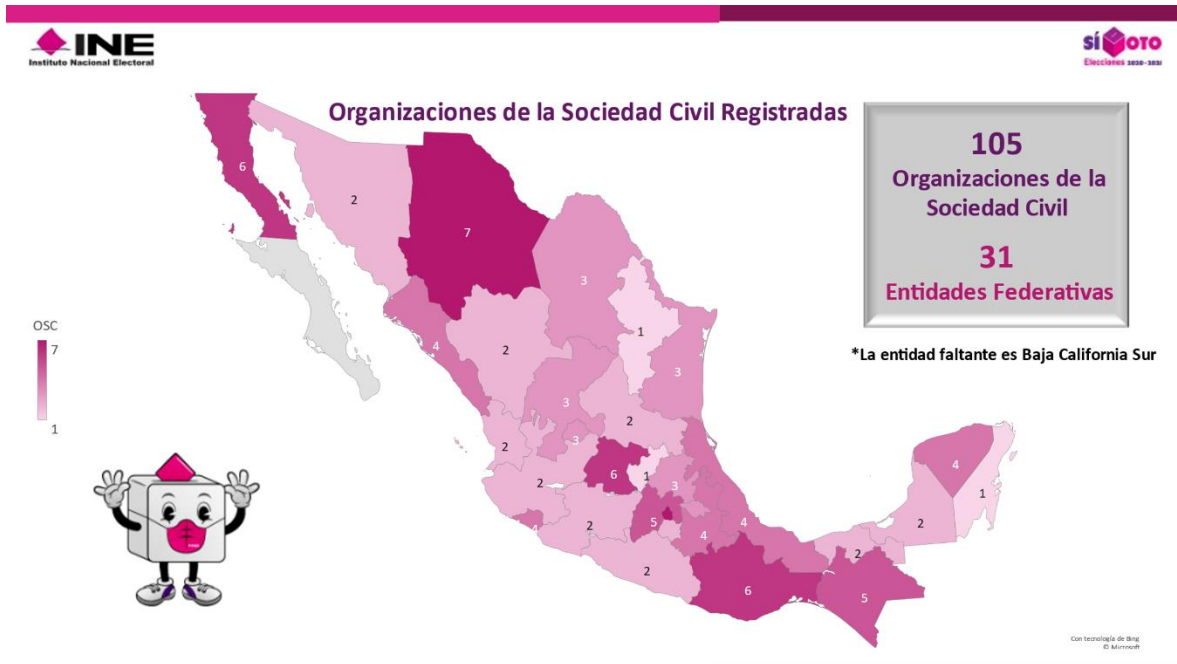 INE
Instituto Nacional Electoral
SÍ VOTO
Elecciones 2020-2021
Organizaciones de la Sociedad Civil Registradas
105
Organizaciones de la
Sociedad Civil
31
Entidades Federativas
*La entidad faltante es Baja California Sur
OSC
7
1
6
2
7
3
1
4
2
3
3
2
3
2
6
1
3
2
4
2
5
4
4
2
6
2
5
4
1
2
Con tecnología de Bing
© Microsoft